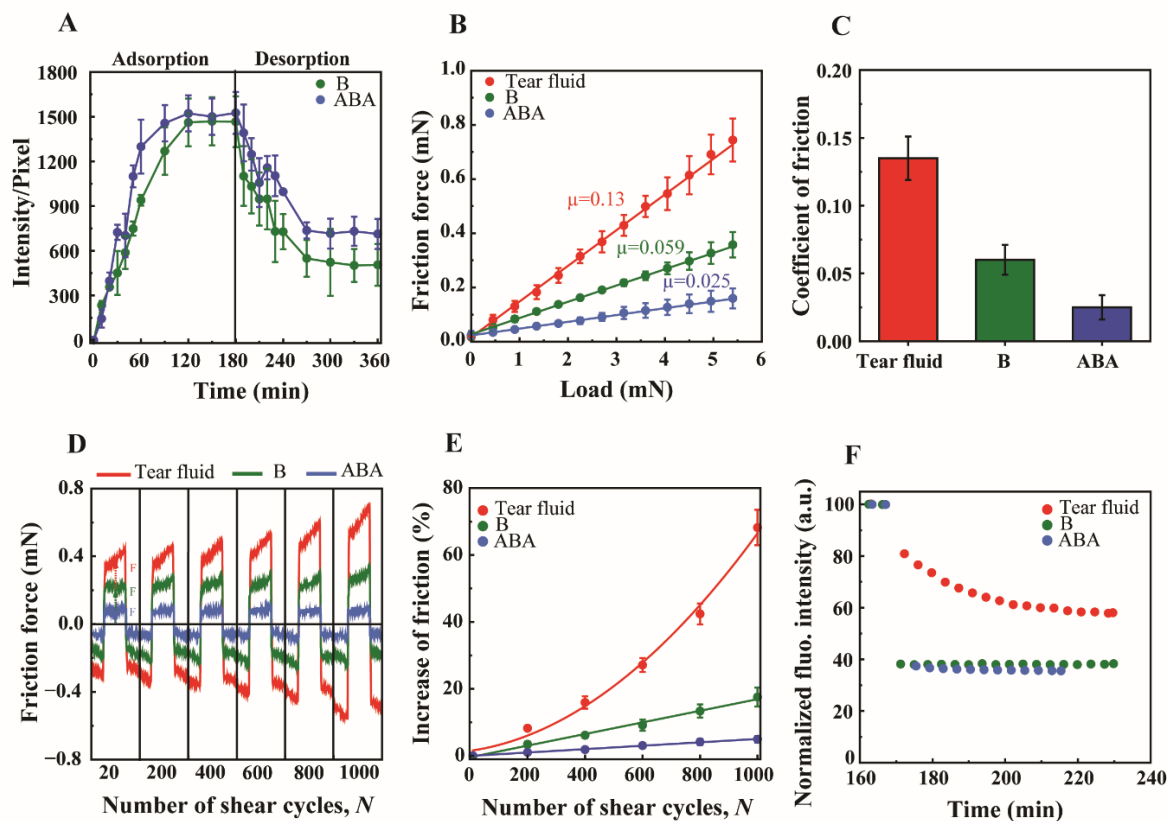 A
Adsorption Desorption
B
ABA
Intensity/Pixel
1800
1500
1200
900
600
300
0
0 60 120 180 240 300 360
Time (min)
B
Tear fluid
B
ABA
μ=0.13
μ=0.059
μ=0.025
Friction force (mN)
1.0
0.8
0.6
0.4
0.2
0.0
0 1 2 3 4 5 6
Load (mN)
C
Coefficient of friction
0.20
0.15
0.10
0.05
0.00
Tear fluid B ABA
D
Tear fluid B ABA
Friction force (mN)
0.8
0.4
0.0
−0.4
−0.8
F
F
F
20 200 400 600 800 1000
Number of shear cycles, N
E
Tear fluid
B
ABA
Increase of friction (%)
80
60
40
20
0
0 200 400 600 800 1000
Number of shear cycles, N
F
Tear fluid
B
ABA
Normalized fluo. intensity (a.u.)
100
80
60
40
20
0
160 180 200 220 240
Time (min)